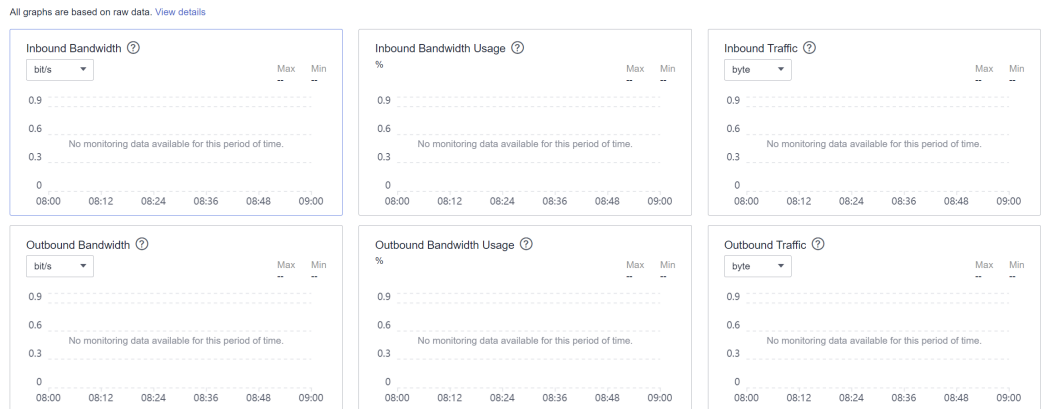 All graphs are based on raw data. View details
Inbound Bandwidth ?
bit/s
Max Min
-- --
0.9
0.6
No monitoring data available for this period of time.
0.3
0
08:00 08:12 08:24 08:36 08:48 09:00
Inbound Bandwidth Usage ?
%
Max Min
-- --
0.9
0.6
No monitoring data available for this period of time.
0.3
0
08:00 08:12 08:24 08:36 08:48 09:00
Inbound Traffic ?
byte
Max Min
-- --
0.9
0.6
No monitoring data available for this period of time.
0.3
0
08:00 08:12 08:24 08:36 08:48 09:00
Outbound Bandwidth ?
bit/s
Max Min
-- --
0.9
0.6
No monitoring data available for this period of time.
0.3
0
08:00 08:12 08:24 08:36 08:48 09:00
Outbound Bandwidth Usage ?
%
Max Min
-- --
0.9
0.6
No monitoring data available for this period of time.
0.3
0
08:00 08:12 08:24 08:36 08:48 09:00
Outbound Traffic ?
byte
Max Min
-- --
0.9
0.6
No monitoring data available for this period of time.
0.3
0
08:00 08:12 08:24 08:36 08:48 09:00